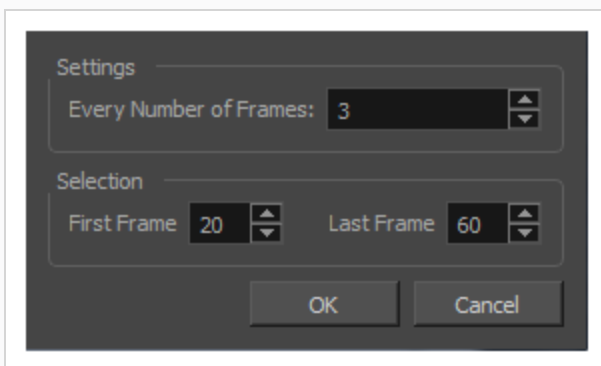 Settings
Every Number of Frames: 3
Selection
First Frame 20 Last Frame 60
OK Cancel